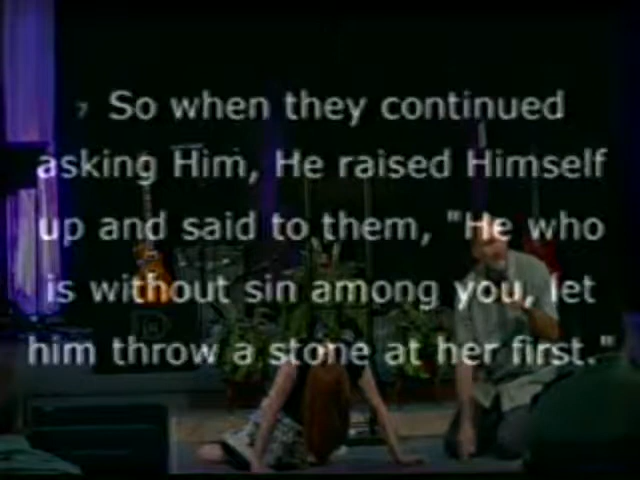 7 So when they continued
asking Him, He raised Himself
up and said to them, "He who
is without sin among you, let
him throw a stone at her first."